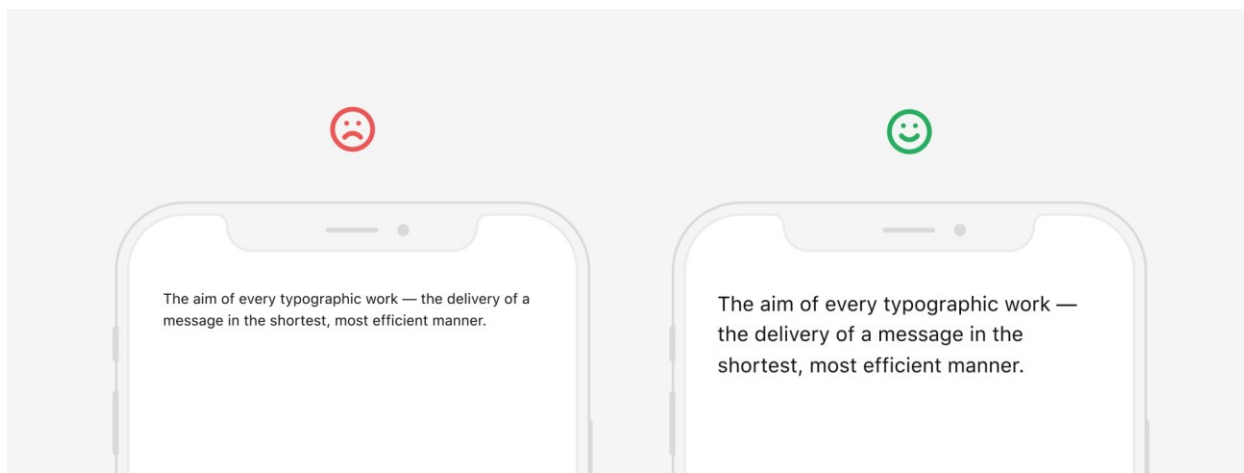 The aim of every typographic work — the delivery of a
message in the shortest, most efficient manner.
The aim of every typographic work —
the delivery of a message in the
shortest, most efficient manner.